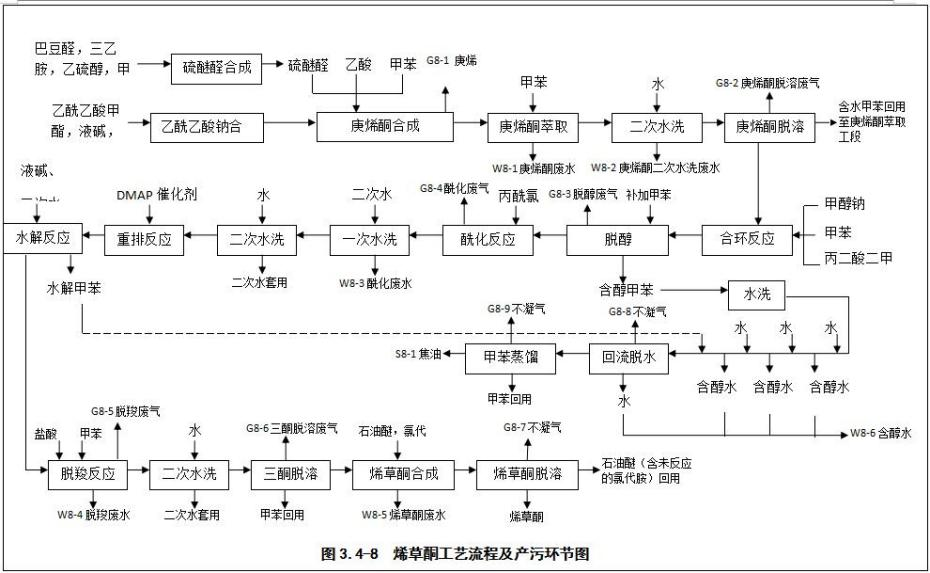 巴豆醛，三乙
胺，乙硫醇，甲
硫醚醛合成
硫醚醛
乙酸
甲苯
G8-1 庚烯
乙酰乙酸甲
酯，液碱，
乙酰乙酸钠合
庚烯酮合成
甲苯
庚烯酮萃取
W8-1庚烯酮废水
水
二次水洗
W8-2庚烯酮二次水洗废水
G8-2庚烯酮脱溶废气
庚烯酮脱溶
含水甲苯回用
至庚烯酮萃取
工段
液碱、
水解反应
水解甲苯
DMAP 催化剂
重排反应
水
二次水洗
二次水套用
二次水
一次水洗
W8-3酰化废水
G8-4酰化废气
丙酰氯
酰化反应
G8-3脱醇废气
补加甲苯
脱醇
含醇甲苯
合环反应
甲醇钠
甲苯
丙二酸二甲
水洗
G8-9不凝气
S8-1焦油
甲苯蒸馏
甲苯回用
G8-8不凝气
回流脱水
水
水
水
水
含醇水
含醇水
含醇水
W8-6含醇水
盐酸
甲苯
G8-5脱羧废气
脱羧反应
W8-4脱羧废水
水
二次水洗
二次水套用
G8-6三酮脱溶废气
三酮脱溶
甲苯回用
石油醚，氯代
烯草酮合成
W8-5烯草酮废水
G8-7不凝气
烯草酮脱溶
烯草酮
石油醚（含未反应
的氯代胺）回用
图 3.4-8 烯草酮工艺流程及产污环节图